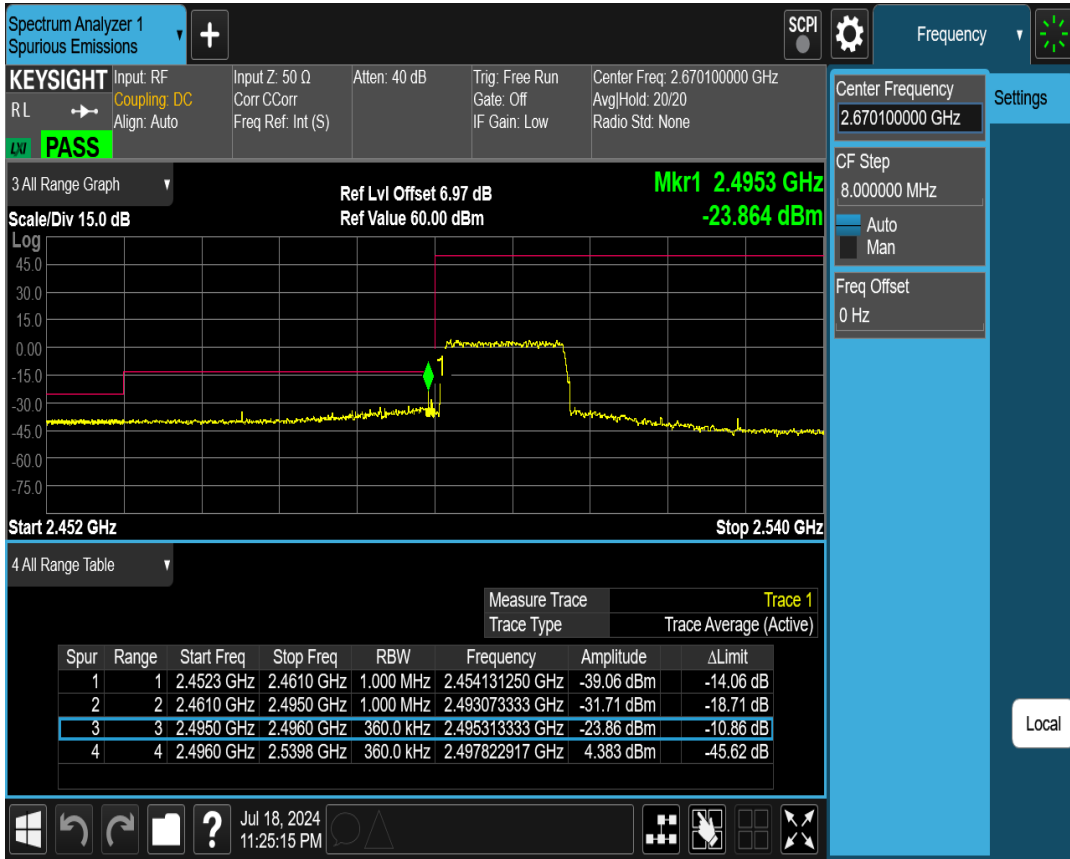 Spectrum Analyzer 1
Spurious Emissions
+
SCPI
Frequency
KEYSIGHT
RL
LXI
PASS
Input: RF
Coupling: DC
Align: Auto
Input Z: 50 Ω
Corr CCorr
Freq Ref: Int (S)
Atten: 40 dB
Trig: Free Run
Gate: Off
IF Gain: Low
Center Freq: 2.670100000 GHz
Avg|Hold: 20/20
Radio Std: None
Center Frequency
2.670100000 GHz
Settings
CF Step
8.000000 MHz
Auto
Man
Freq Offset
0 Hz
Local
3 All Range Graph
Scale/Div 15.0 dB
Ref Lvl Offset 6.97 dB
Ref Value 60.00 dBm
Mkr1 2.4953 GHz
-23.864 dBm
Log
45.0
30.0
15.0
0.00
-15.0
-30.0
-45.0
-60.0
-75.0
1
Start 2.452 GHz
Stop 2.540 GHz
4 All Range Table
Measure Trace Trace 1
Trace Type Trace Average (Active)
Spur Range Start Freq Stop Freq RBW Frequency Amplitude ΔLimit
1 1 2.4523 GHz 2.4610 GHz 1.000 MHz 2.454131250 GHz -39.06 dBm -14.06 dB
2 2 2.4610 GHz 2.4950 GHz 1.000 MHz 2.493073333 GHz -31.71 dBm -18.71 dB
3 3 2.4950 GHz 2.4960 GHz 360.0 kHz 2.495313333 GHz -23.86 dBm -10.86 dB
4 4 2.4960 GHz 2.5398 GHz 360.0 kHz 2.497822917 GHz 4.383 dBm -45.62 dB
?
Jul 18, 2024
11:25:15 PM